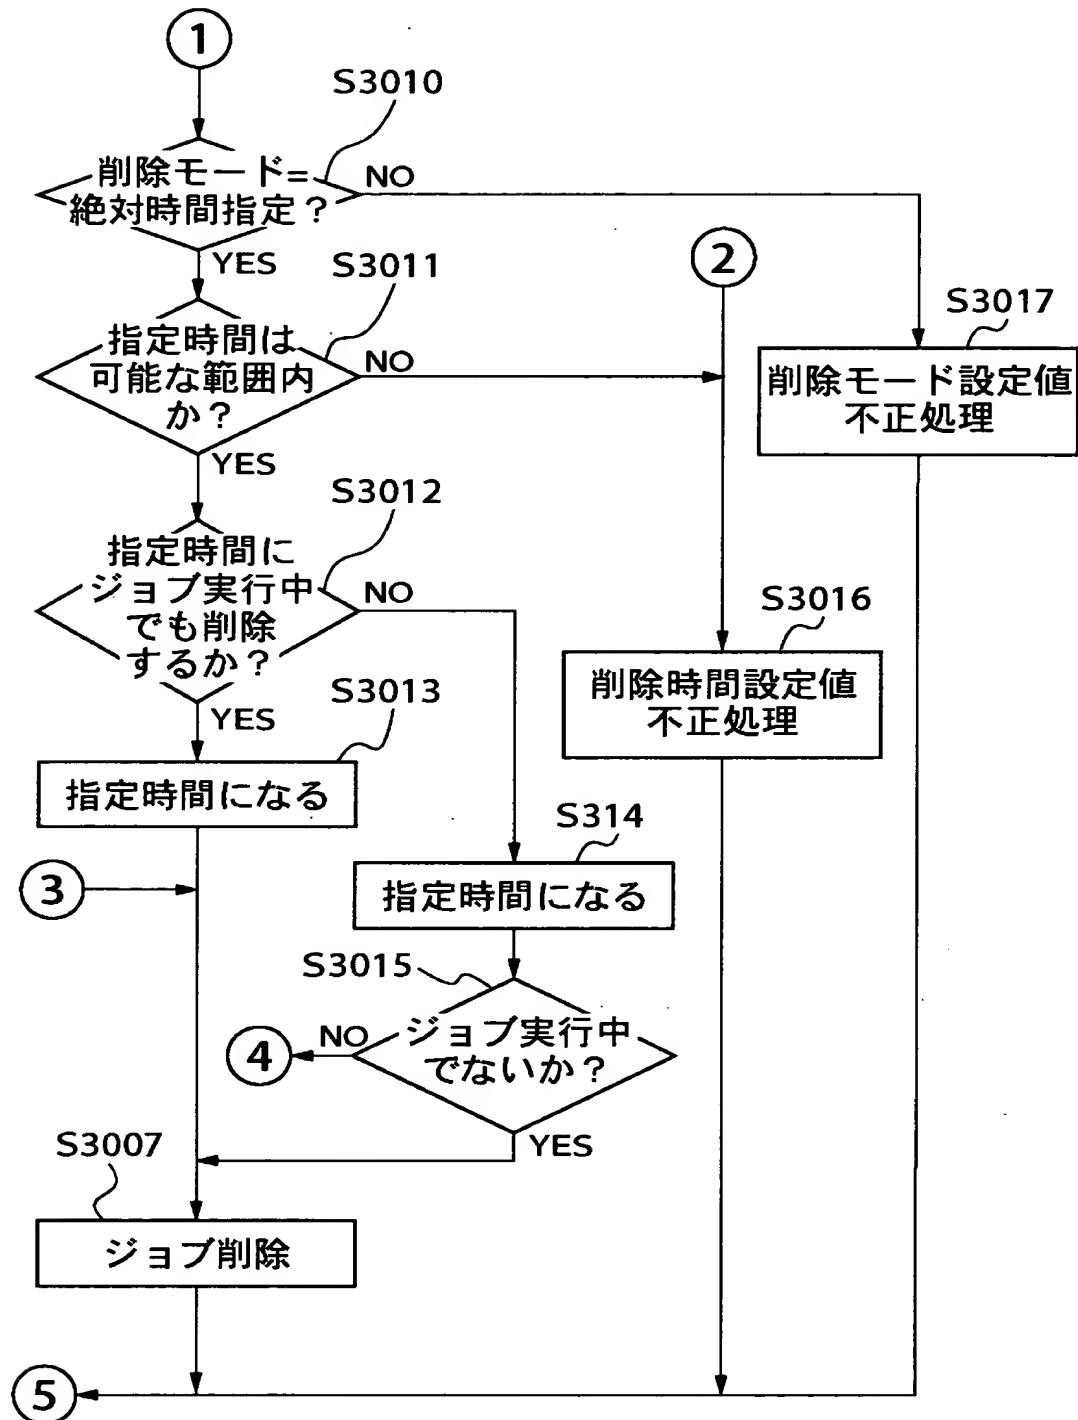 1
S3010
削除モード=
絶対時間指定?
NO
YES
S3011
2
指定時間は
可能な範囲内
か?
NO
S3017
削除モード設定値
不正処理
YES
S3012
指定時間に
ジョブ実行中
でも削除
するか?
NO
S3016
削除時間設定値
不正処理
YES
S3013
指定時間になる
S314
3
指定時間になる
S3015
ジョブ実行中
でないか?
NO
4
YES
S3007
ジョブ削除
5